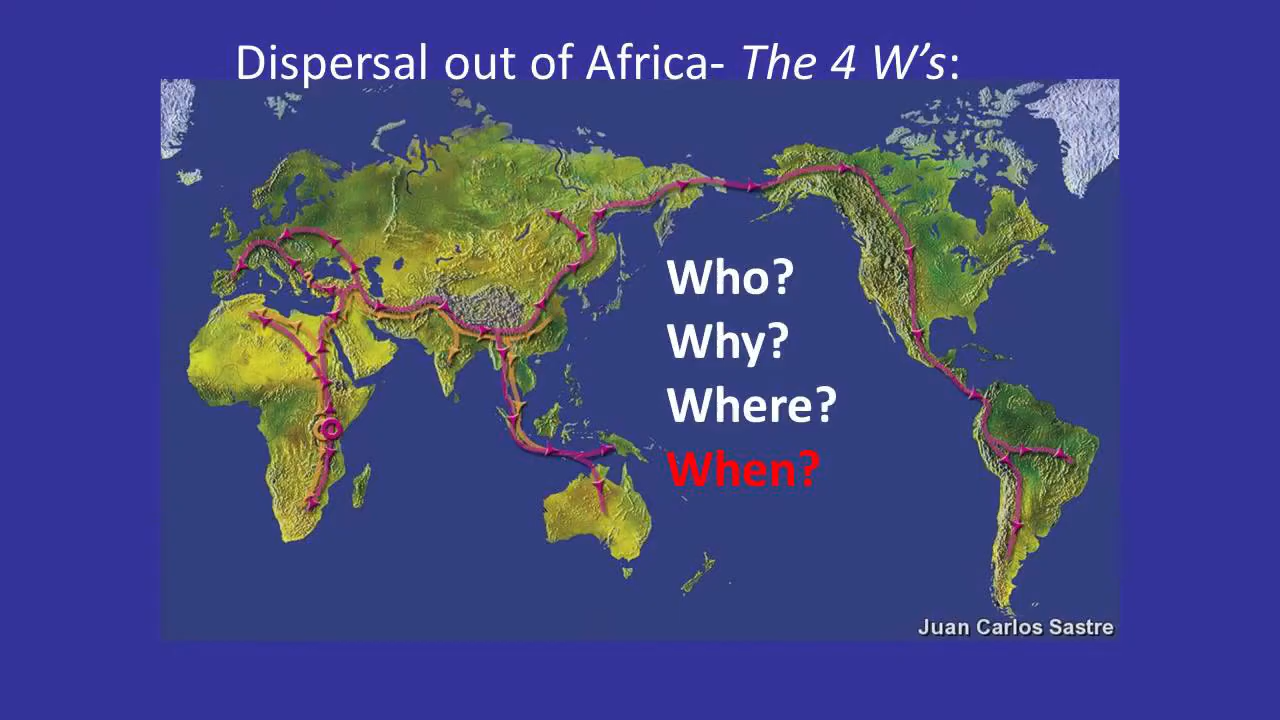 Dispersal out of Africa- The 4 W’s:
Who?
Why?
Where?
When?
Juan Carlos Sastre